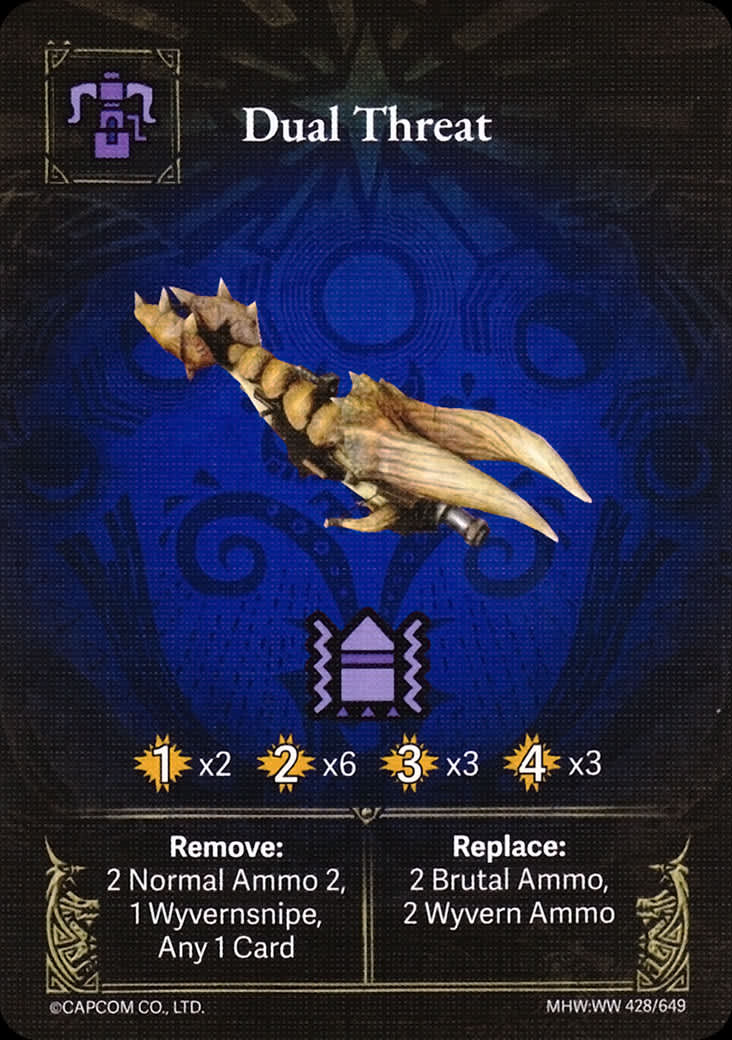 Dual Threat
1 x2 2 x6 3 x3 4 x3
Remove:
2 Normal Ammo 2,
1 Wyvernsnipe,
Any 1 Card
Replace:
2 Brutal Ammo,
2 Wyvern Ammo
©CAPCOM CO., LTD.
MHW:WW 428/649